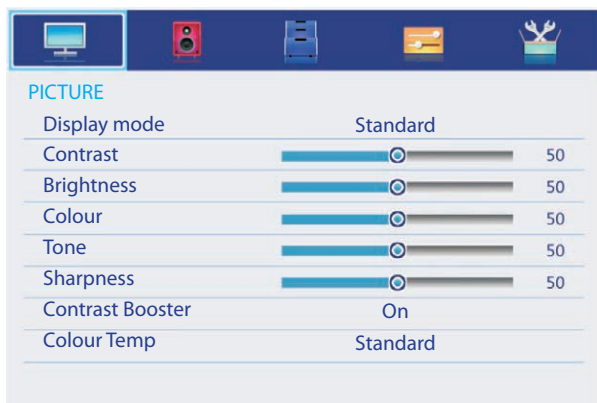 PICTURE
Display mode Standard
Contrast 50
Brightness 50
Colour 50
Tone 50
Sharpness 50
Contrast Booster On
Colour Temp Standard